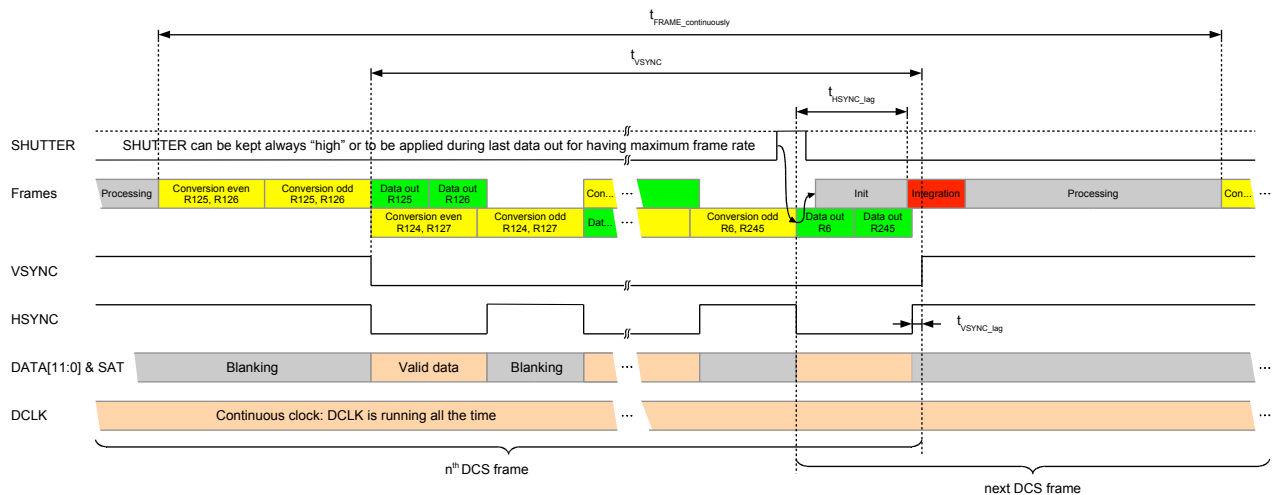 tFRAME_continuously
tVSYNC
tHSYNC_lag
SHUTTER
SHUTTER can be kept always “high” or to be applied during last data out for having maximum frame rate
Frames
Processing
Conversion even
R125, R126
Conversion odd
R125, R126
Data out
R125
Data out
R126
Con...
...
Init
Integration
Processing
Con...
...
Conversion even
R124, R127
Conversion odd
R124, R127
Dat...
...
Conversion odd
R6, R245
Data out
R6
Data out
R245
VSYNC
HSYNC
tVSYNC_lag
DATA[11:0] & SAT
Blanking
Valid data
Blanking
...
...
DCLK
Continuous clock: DCLK is running all the time
...
...
nth DCS frame
next DCS frame